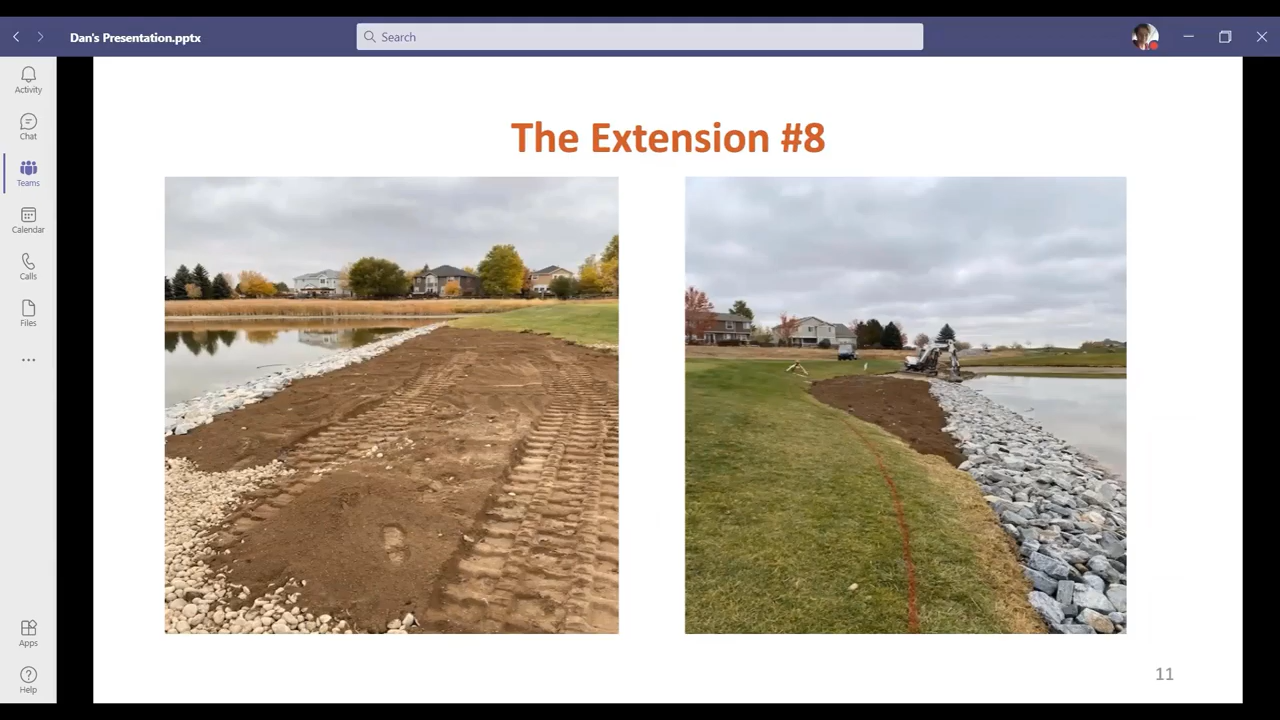 Dan's Presentation.pptx
Search
Activity
Chat
Teams
Calendar
Calls
Files
Apps
Help
The Extension #8
11